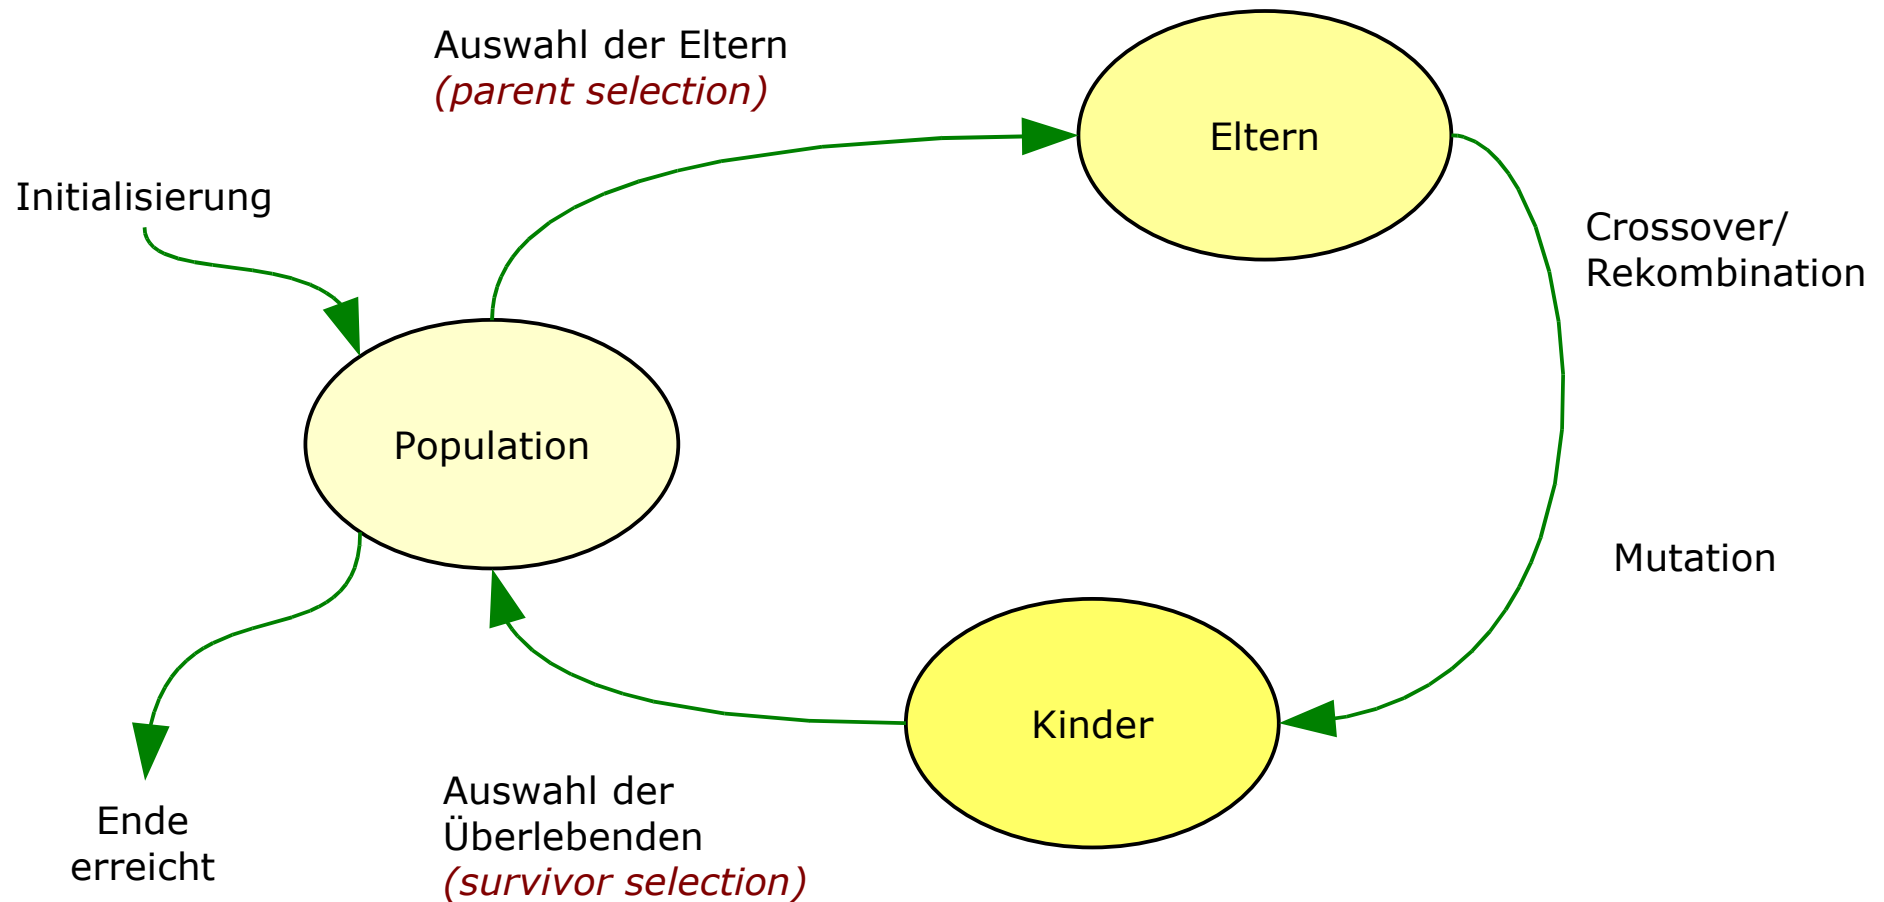 Auswahl der Eltern
(parent selection)
Eltern
Initialisierung
Crossover/
Rekombination
Population
Mutation
Kinder
Auswahl der
Überlebenden
(survivor selection)
Ende
erreicht